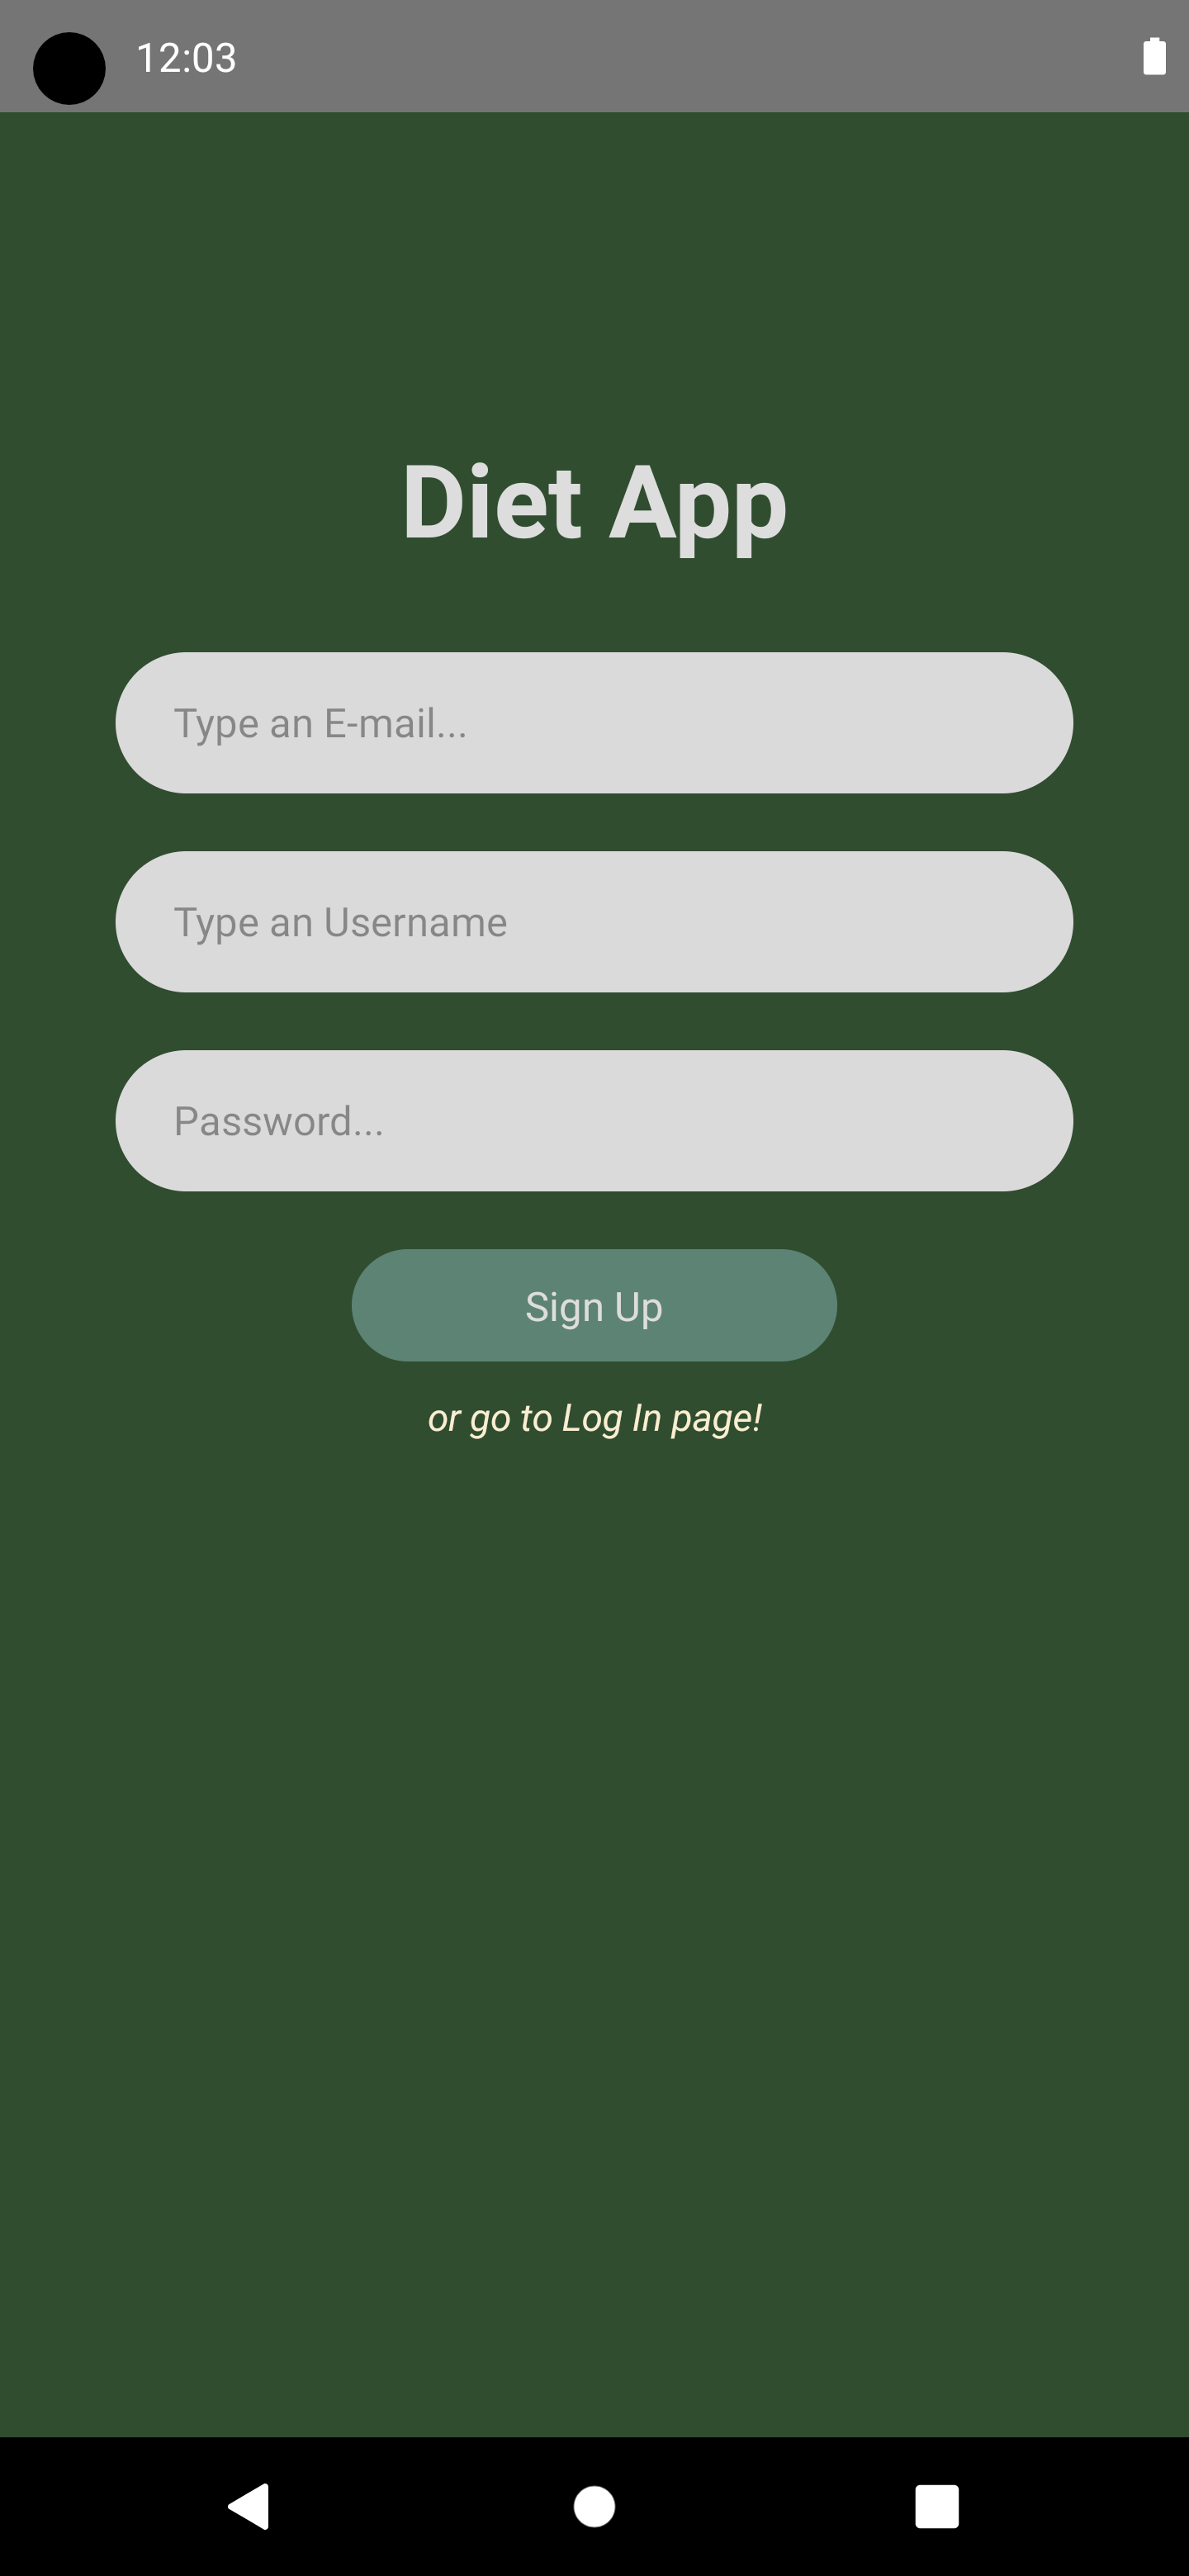 12:03
Diet App
Type an E-mail...
Type an Username
Password...
Sign Up
or go to Log In page!